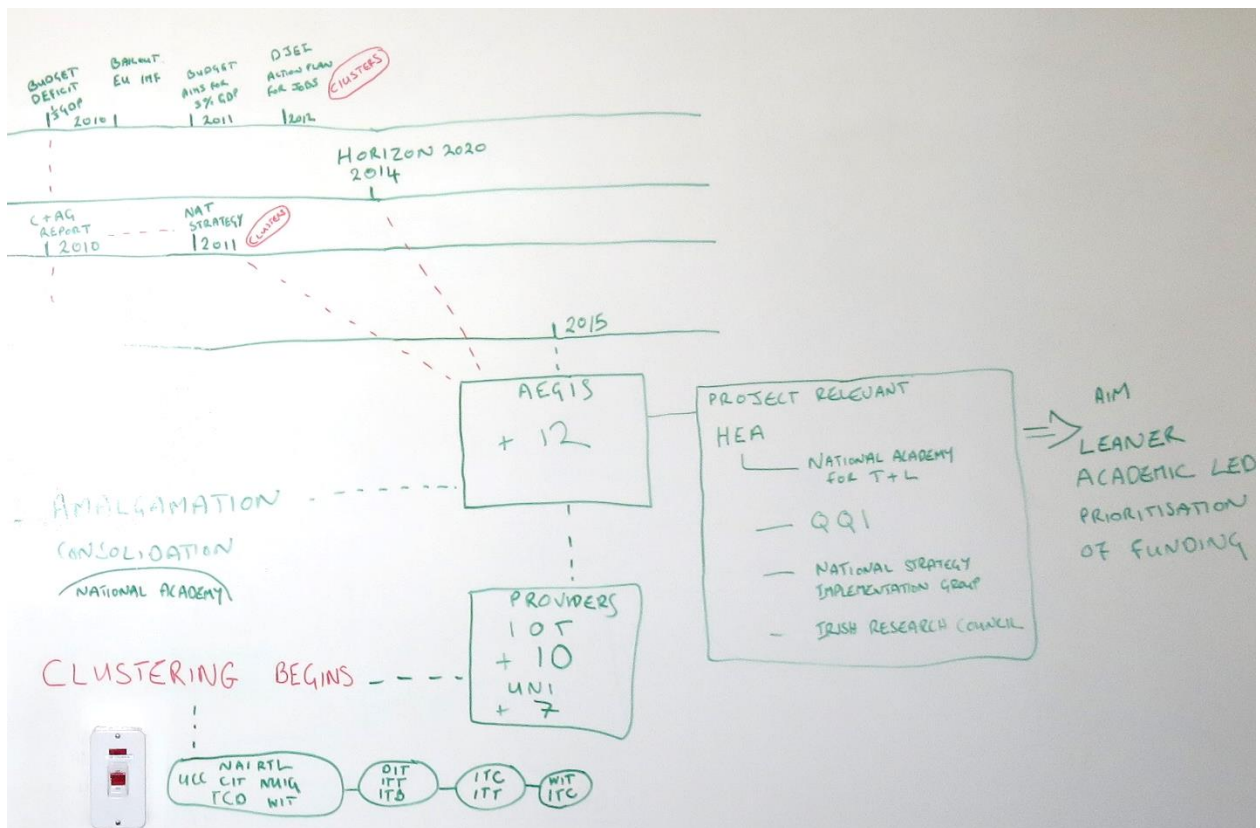 BUDGET
DEFICIT
GDP
2010
BAILOUT
EU IMF
BUDGET
AIMS FOR
3% GDP
2011
DJEI
ACTION PLAN
FOR JOBS
2012
CLUSTERS
HORIZON 2020
2014
C+AG
REPORT
2010
NAT
STRATEGY
2011
CLUSTERS
2015
AEGIS
+ 12
PROJECT RELEVANT
HEA
NATIONAL ACADEMY
FOR T+L
QQI
NATIONAL STRATEGY
IMPLEMENTATION GROUP
IRISH RESEARCH COUNCIL
AIM
LEANER
ACADEMIC LED
PRIORITISATION
OF FUNDING
AMALGAMATION
CONSOLIDATION
NATIONAL ACADEMY
PROVIDERS
IOT
+ 10
UNI
+ 7
CLUSTERING BEGINS
NAIRTL
UCC CIT NUIG
TCD WIT
DIT
ITT
ITB
ITC
ITT
WIT
ITC